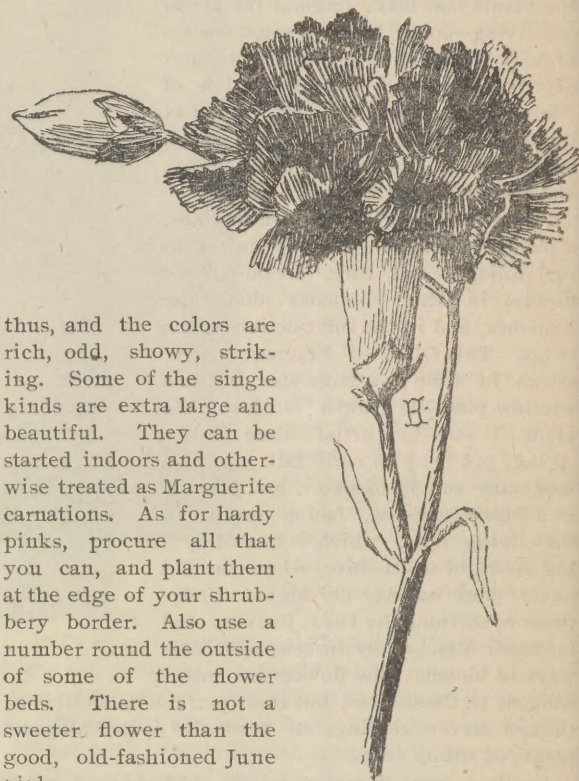 thus, and the colors are
rich, odd, showy, strik-
ing. Some of the single
kinds are extra large and
beautiful. They can be
started indoors and other-
wise treated as Marguerite
carnations. As for hardy
pinks, procure all that
you can, and plant them
at the edge of your shrub-
bery border. Also use a
number round the outside
of some of the flower
beds. There is not a
sweeter flower than the
good, old-fashioned June